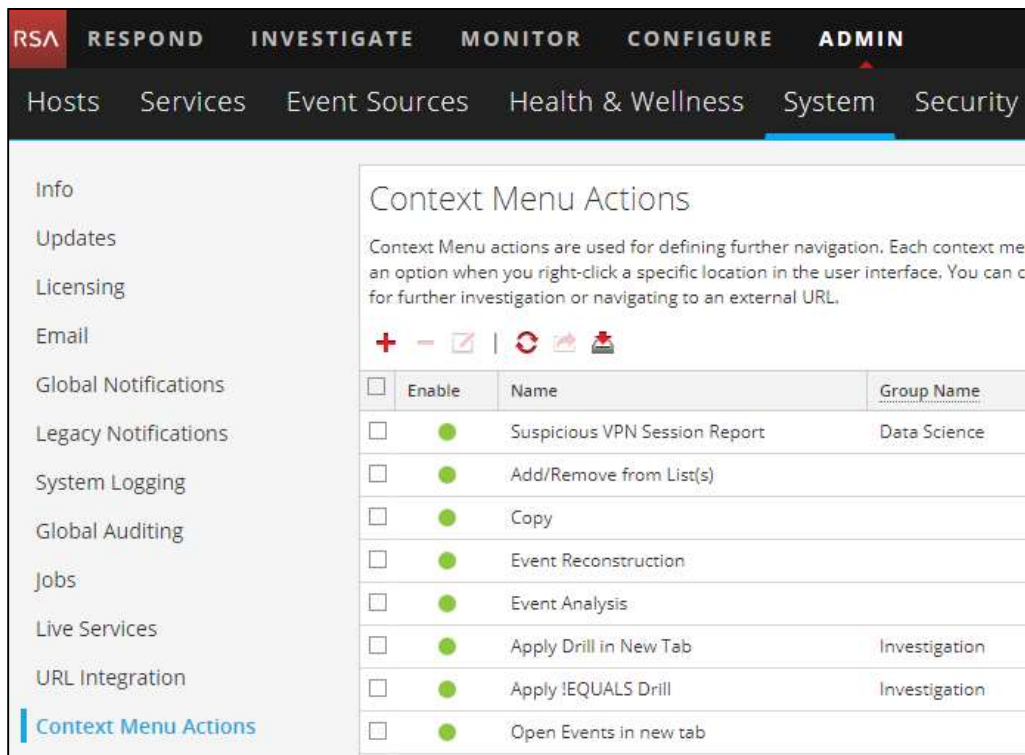 RSA RESPOND INVESTIGATE MONITOR CONFIGURE ADMIN
Hosts Services Event Sources Health & Wellness System Security
Info
Updates
Licensing
Email
Global Notifications
Legacy Notifications
System Logging
Global Auditing
Jobs
Live Services
URL Integration
Context Menu Actions
Context Menu Actions
Context Menu actions are used for defining further navigation. Each context me
an option when you right-click a specific location in the user interface. You can c
for further investigation or navigating to an external URL.
Enable Name Group Name
Suspicious VPN Session Report Data Science
Add/Remove from List(s)
Copy
Event Reconstruction
Event Analysis
Apply Drill in New Tab Investigation
Apply !EQUALS Drill Investigation
Open Events in new tab